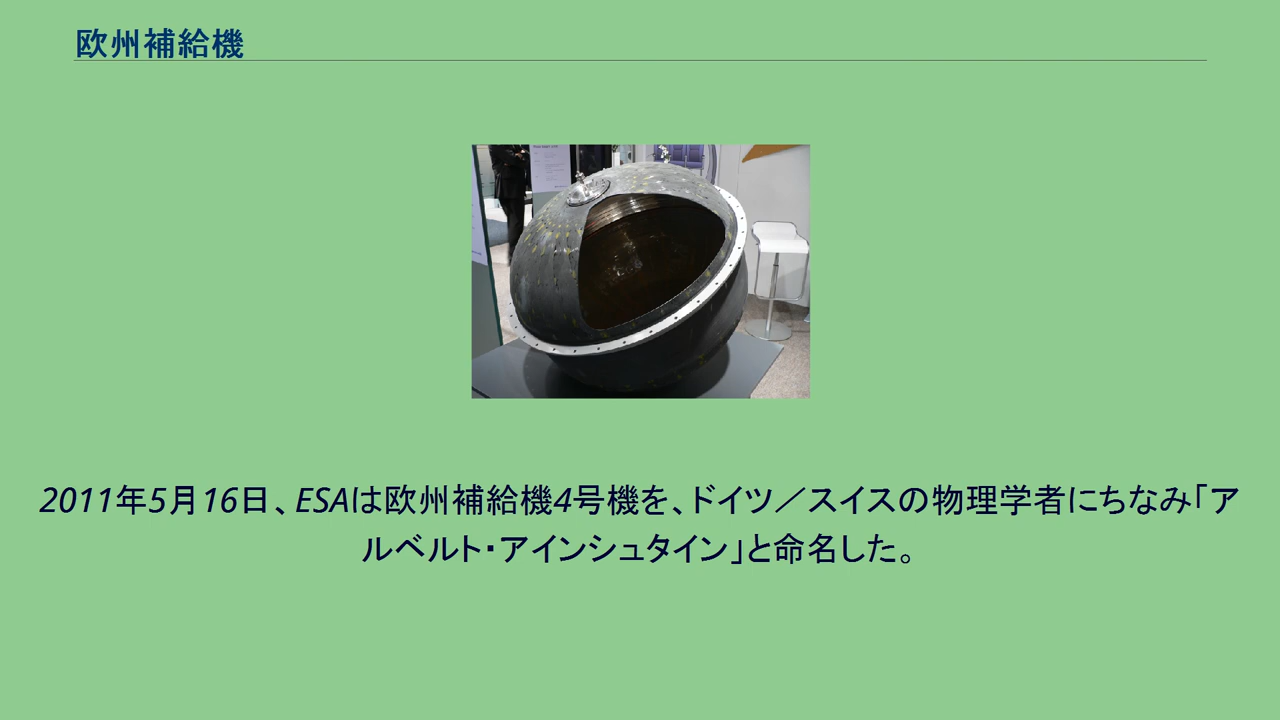 欧州補給機
2011年5月16日、ESAは欧州補給機4号機を、ドイツ／スイスの物理学者にちなみ「ア
ルベルト・アインシュタイン」と命名した。